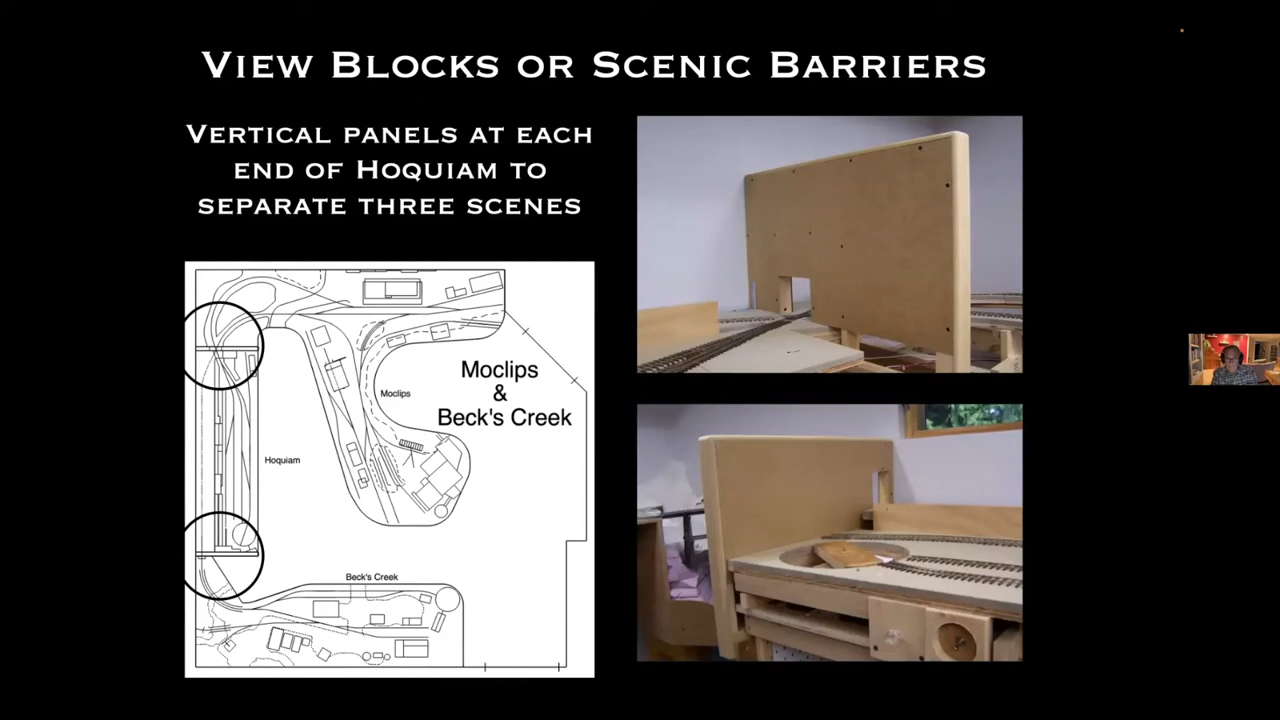 View Blocks or Scenic Barriers
Vertical panels at each
end of Hoquiam to
separate three scenes
Moclips
&
Beck's Creek
Moclips
Hoquiam
Beck's Creek